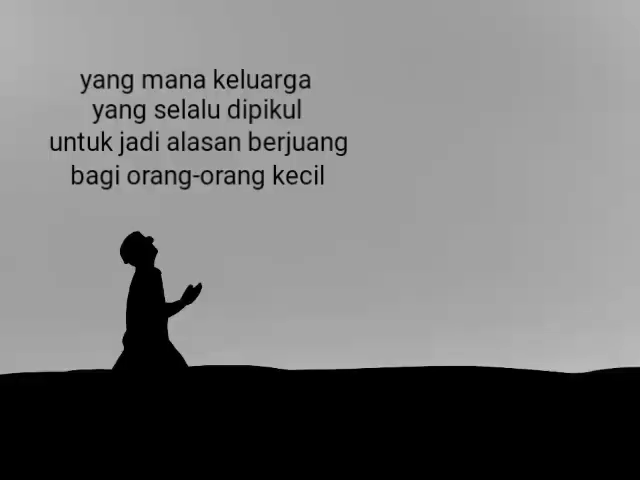 yang mana keluarga
yang selalu dipikul
untuk jadi alasan berjuang
bagi orang-orang kecil